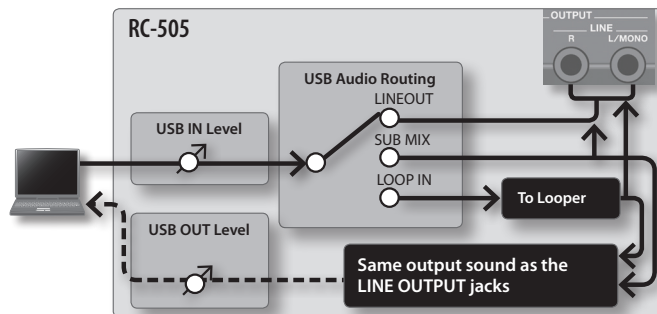 RC-505
OUTPUT
LINE
R
L/MONO
USB Audio Routing
LINEOUT
USB IN Level
SUB MIX
LOOP IN
To Looper
USB OUT Level
Same output sound as the
LINE OUTPUT jacks